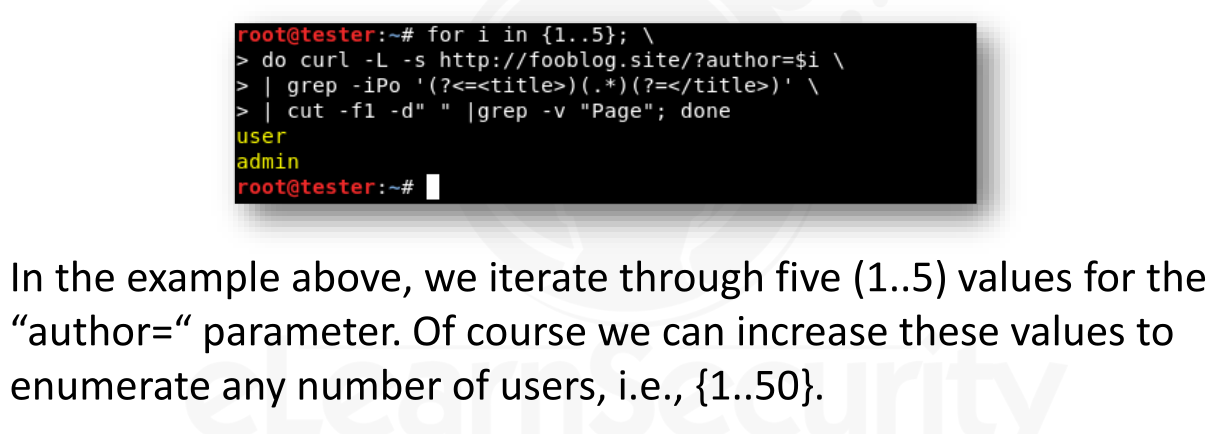 root@tester:~# for i in {1..5}; \
> do curl -L -s http://fooblog.site/?author=$i \
> | grep -iPo '(?<=<title>)(.*)(?=</title>)' \
> | cut -f1 -d" " |grep -v "Page"; done
user
admin
root@tester:~#
In the example above, we iterate through five (1..5) values for the
“author=“ parameter. Of course we can increase these values to
enumerate any number of users, i.e., {1..50}.
eLearnSecurity